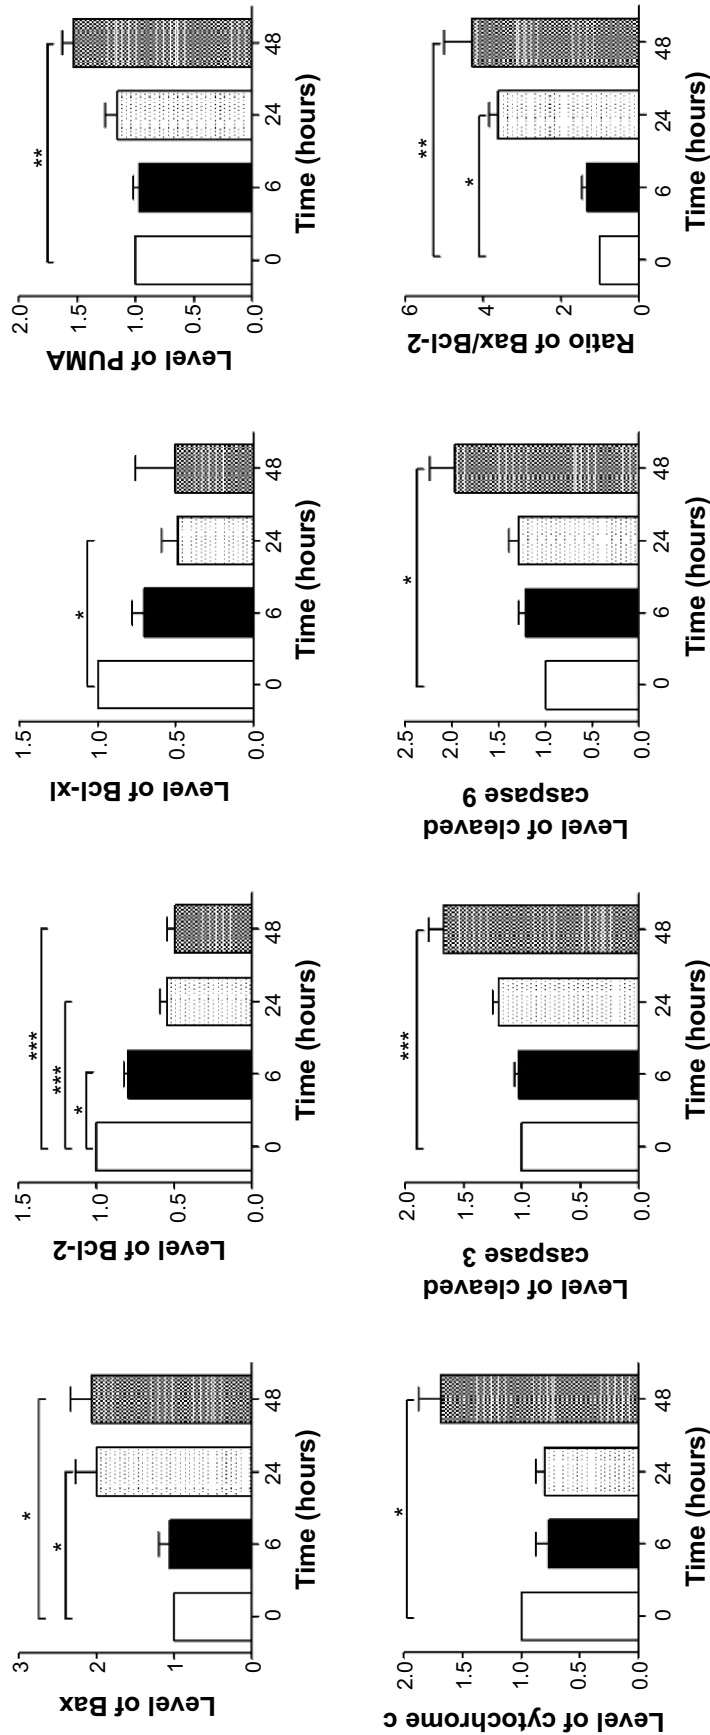 Level of Bax
3
2
1
0
*
*
0 6 24 48
Time (hours)
Level of Bcl-2
1.5
1.0
0.5
0.0
***
***
*
0 6 24 48
Time (hours)
Level of Bcl-xl
1.5
1.0
0.5
0.0
*
0 6 24 48
Time (hours)
Level of PUMA
2.0
1.5
1.0
0.5
0.0
**
0 6 24 48
Time (hours)
Level of cytochrome c
2.0
1.5
1.0
0.5
0.0
*
0 6 24 48
Time (hours)
Level of cleaved
caspase 3
2.0
1.5
1.0
0.5
0.0
***
0 6 24 48
Time (hours)
Level of cleaved
caspase 9
2.5
2.0
1.5
1.0
0.5
0.0
*
0 6 24 48
Time (hours)
Ratio of Bax/Bcl-2
6
4
2
0
**
*
0 6 24 48
Time (hours)